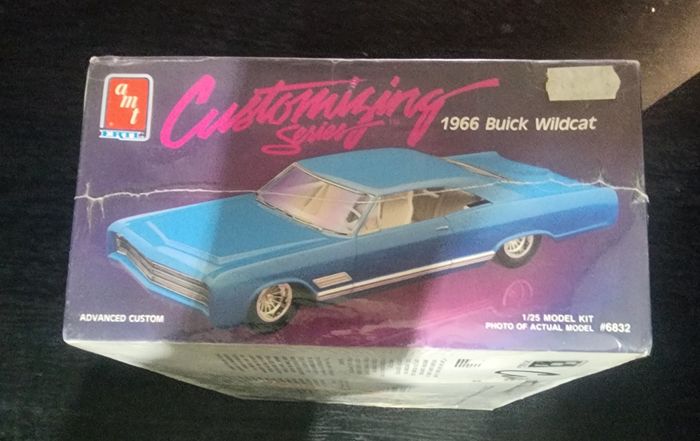 amt
ERTL
Customizing
Series
1966 Buick Wildcat
ADVANCED CUSTOM
1/25 MODEL KIT
PHOTO OF ACTUAL MODEL #6832